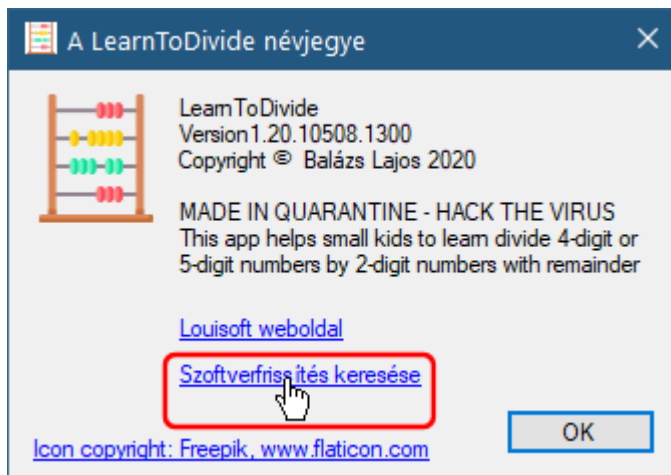 A LearnToDivide névjegye
LearnToDivide
Version1.20.10508.1300
Copyright © Balázs Lajos 2020
MADE IN QUARANTINE - HACK THE VIRUS
This app helps small kids to learn divide 4-digit or
5-digit numbers by 2-digit numbers with remainder
Louisoft weboldal
Szoftverfrissítés keresése
OK
Icon copyright: Freepik, www.flaticon.com